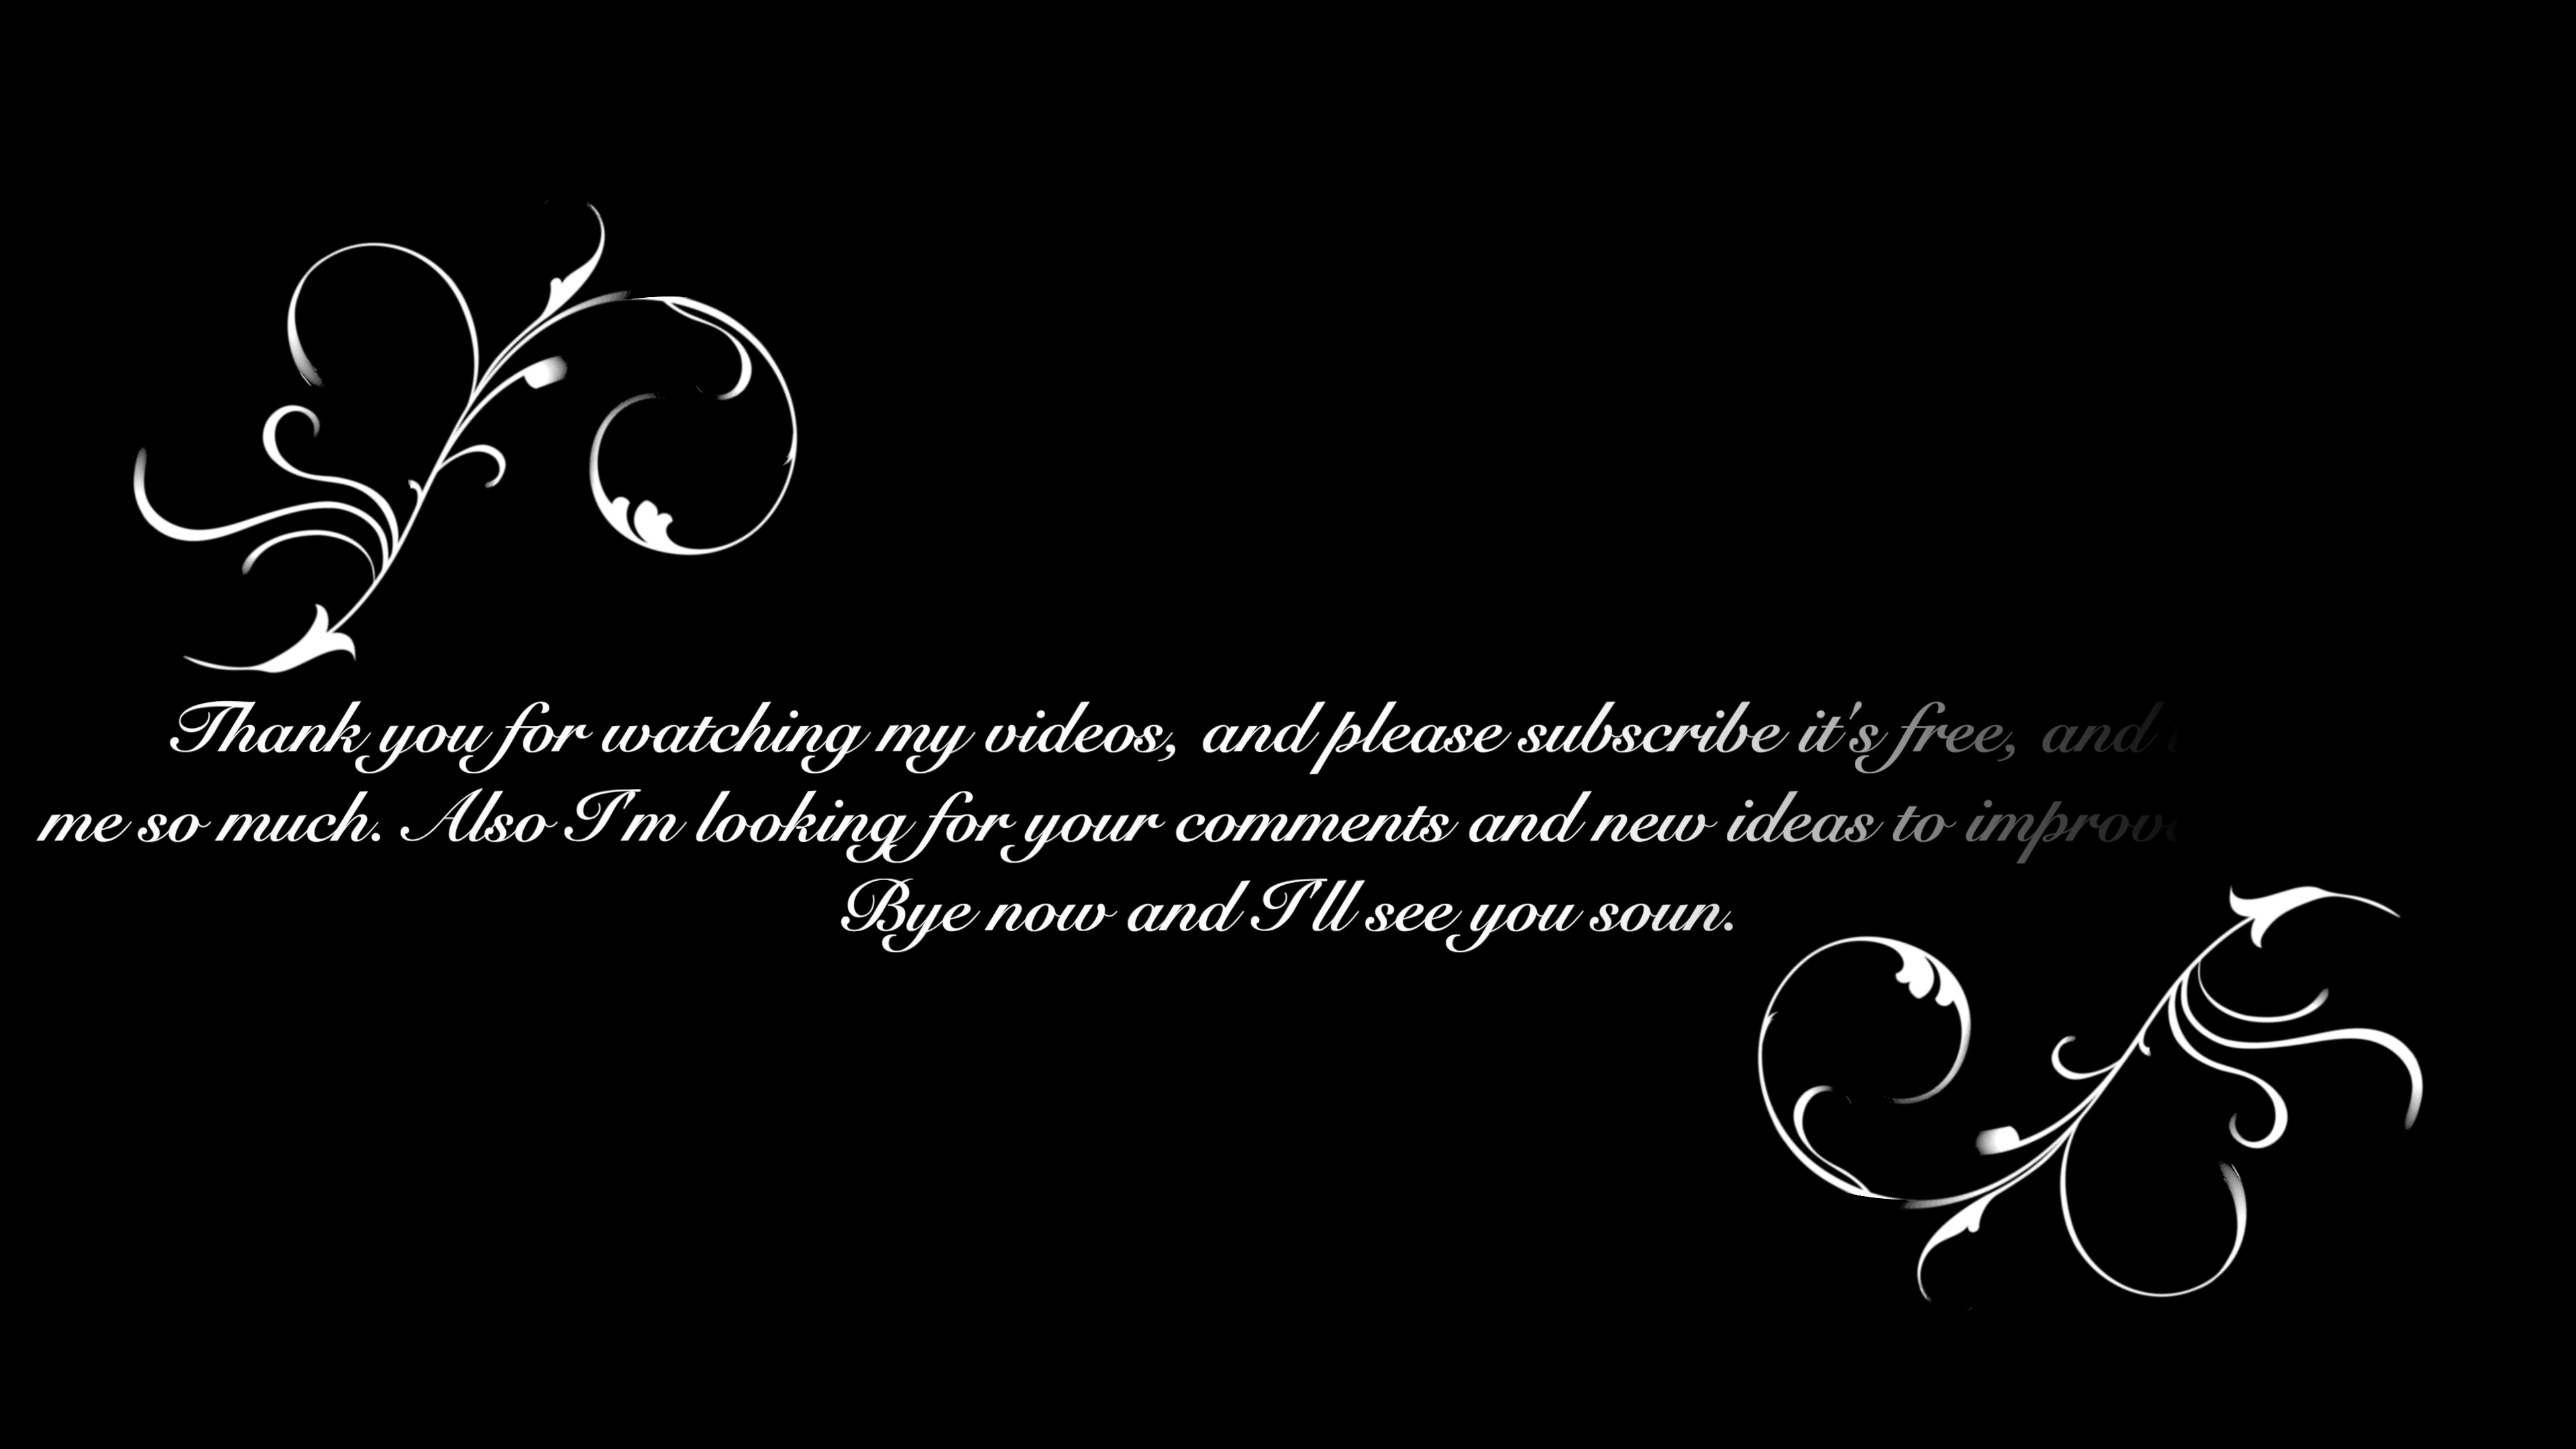 Thank you for watching my videos, and please subscribe it's free, and
me so much. Also I'm looking for your comments and new ideas to improve
Bye now and I'll see you soun.